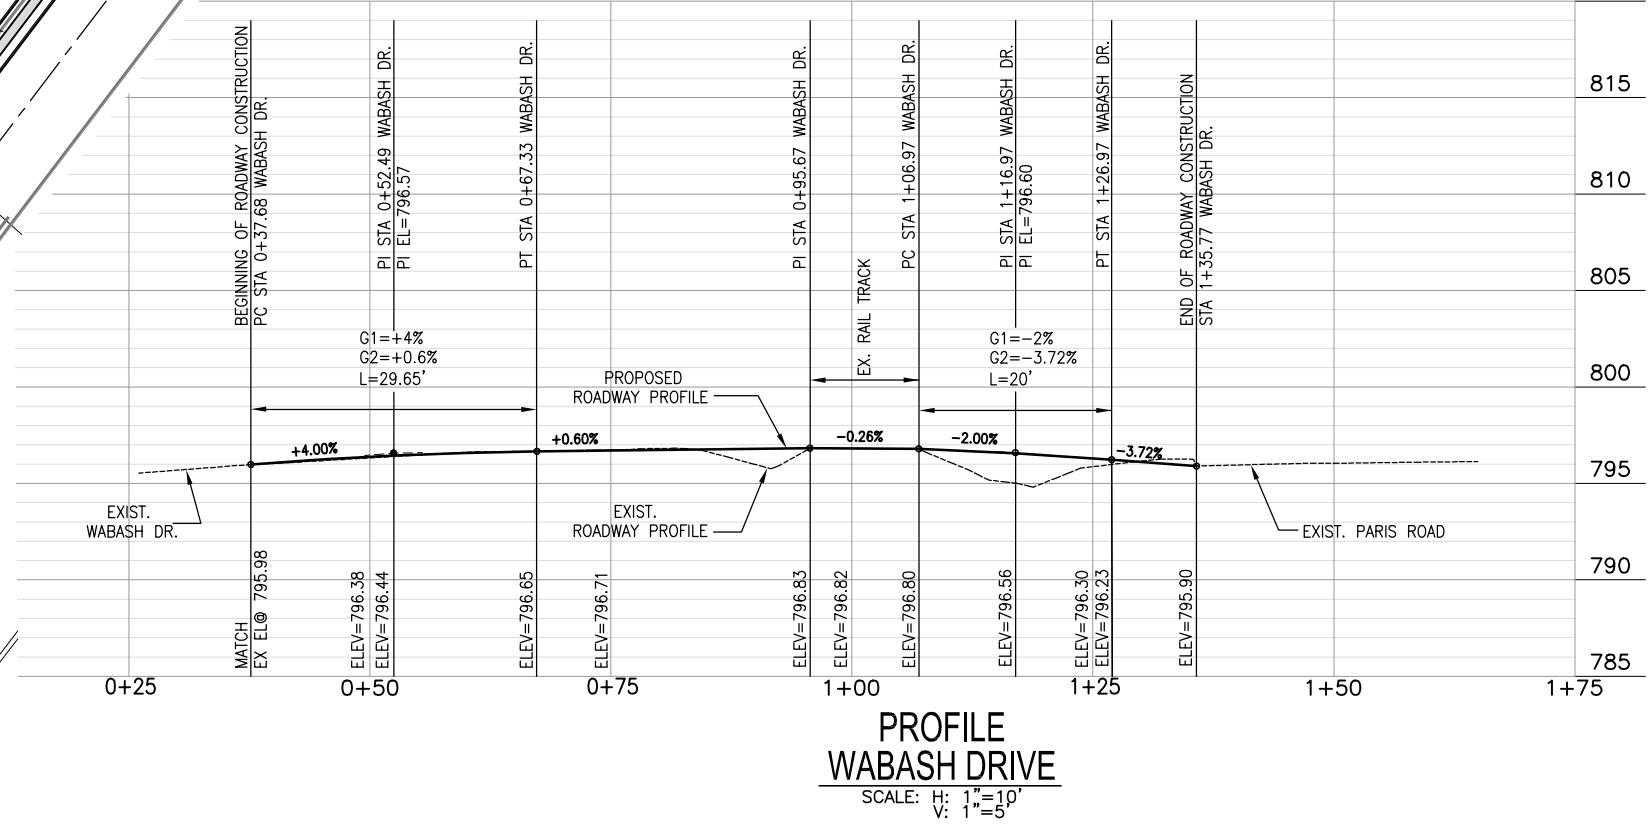 BEGINNING OF ROADWAY CONSTRUCTION
PC STA 0+37.68 WABASH DR.
PI STA 0+52.49 WABASH DR.
PI EL=796.57
PT STA 0+67.33 WABASH DR.
PI STA 0+95.67 WABASH DR.
EX. RAIL TRACK
PC STA 1+06.97 WABASH DR.
PI STA 1+16.97 WABASH DR.
PI EL=796.60
PT STA 1+26.97 WABASH DR.
END OF ROADWAY CONSTRUCTION
STA 1+35.77 WABASH DR.
815
810
805
800
795
790
785
G1=+4%
G2=+0.6%
L=29.65'
G1=-2%
G2=-3.72%
L=20'
PROPOSED
ROADWAY PROFILE
+4.00%
+0.60%
-0.26%
-2.00%
-3.72%
EXIST.
WABASH DR.
EXIST.
ROADWAY PROFILE
EXIST. PARIS ROAD
MATCH
EX EL@ 795.98
ELEV=796.38
ELEV=796.44
ELEV=796.65
ELEV=796.71
ELEV=796.83
ELEV=796.82
ELEV=796.80
ELEV=796.56
ELEV=796.30
ELEV=796.23
ELEV=795.90
0+25
0+50
0+75
1+00
1+25
1+50
1+75
PROFILE
WABASH DRIVE
SCALE: H: 1"=10'
V: 1"=5'